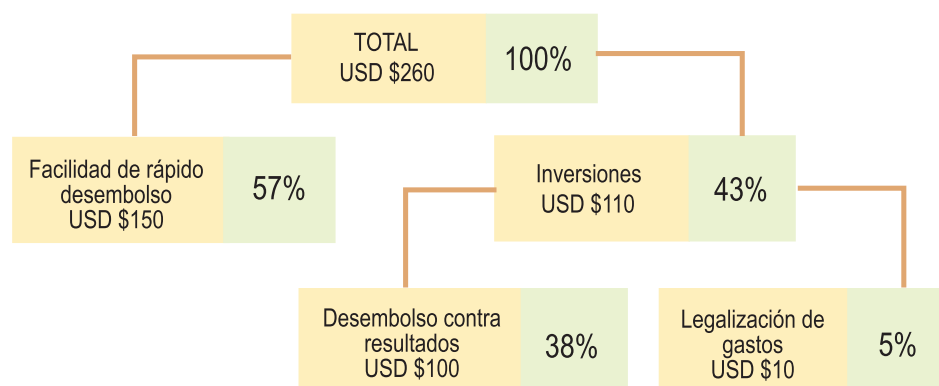 TOTAL
USD $260
100%
Facilidad de rápido
desembolso
USD $150
57%
Inversiones
USD $110
43%
Desembolso contra
resultados
USD $100
38%
Legalización de
gastos
USD $10
5%